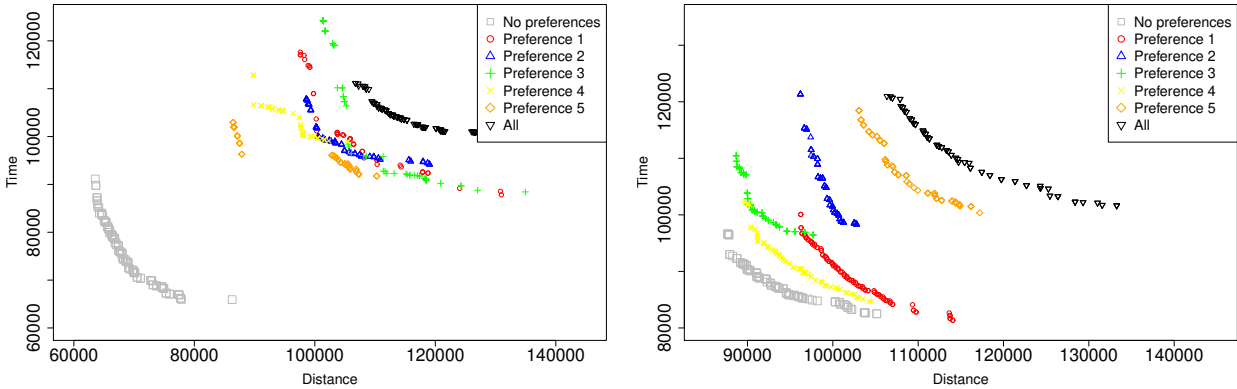 No preferences
Preference 1
Preference 2
Preference 3
Preference 4
Preference 5
All
Time
60000 80000 100000 120000
60000 80000 100000 120000 140000
Distance
No preferences
Preference 1
Preference 2
Preference 3
Preference 4
Preference 5
All
Time
80000 100000 120000
90000 100000 110000 120000 130000 140000
Distance